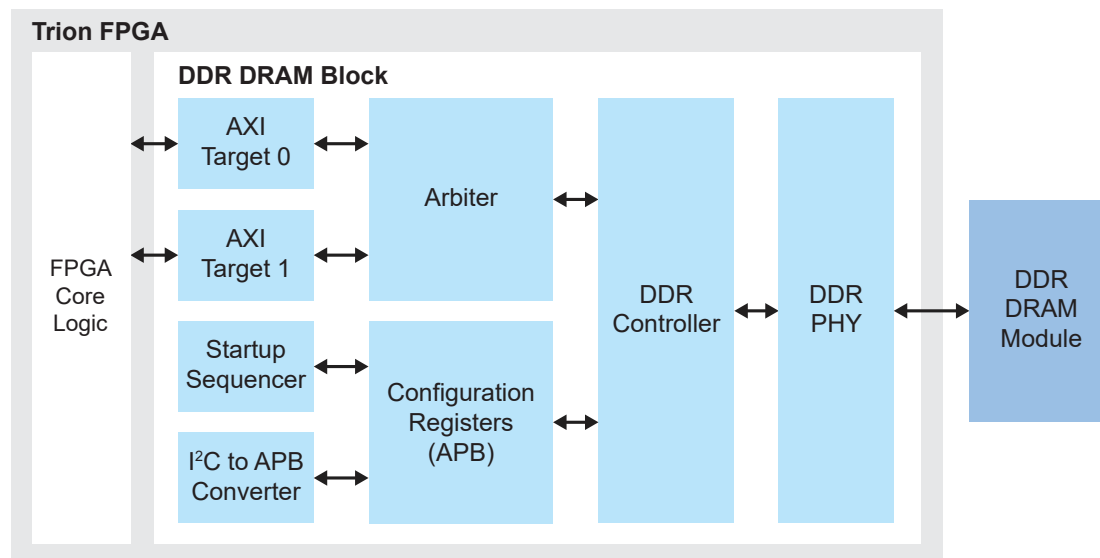 Trion FPGA
DDR DRAM Block
FPGA
Core
Logic
AXI
Target 0
AXI
Target 1
Startup
Sequencer
I²C to APB
Converter
Arbiter
Configuration
Registers
(APB)
DDR
Controller
DDR
PHY
DDR
DRAM
Module